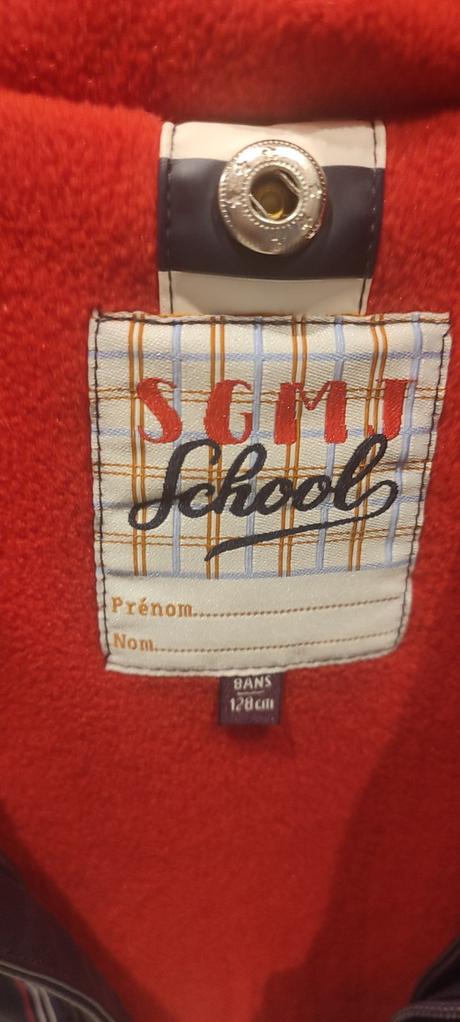 SGMJ
School
Prénom......................
Nom......................
8ANS
128cm